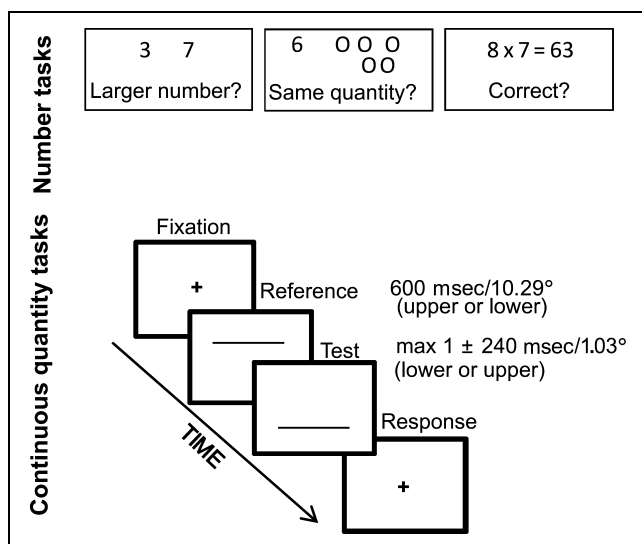 Number tasks
3 7
Larger number?
6 O O O
O O
Same quantity?
8 x 7 = 63
Correct?
Continuous quantity tasks
Fixation
+
Reference
600 msec/10.29°
(upper or lower)
Test
max 1 ± 240 msec/1.03°
(lower or upper)
Response
+
TIME